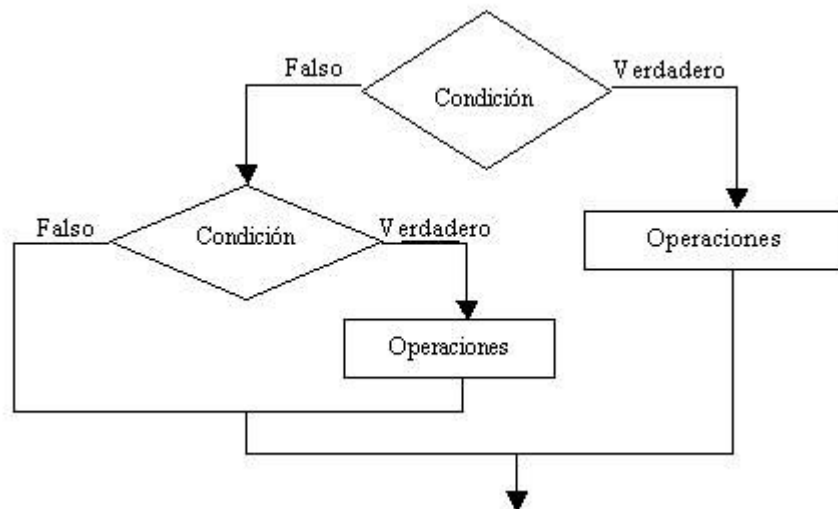 Falso
Verdadero
Condición
Falso
Condición
Verdadero
Operaciones
Operaciones